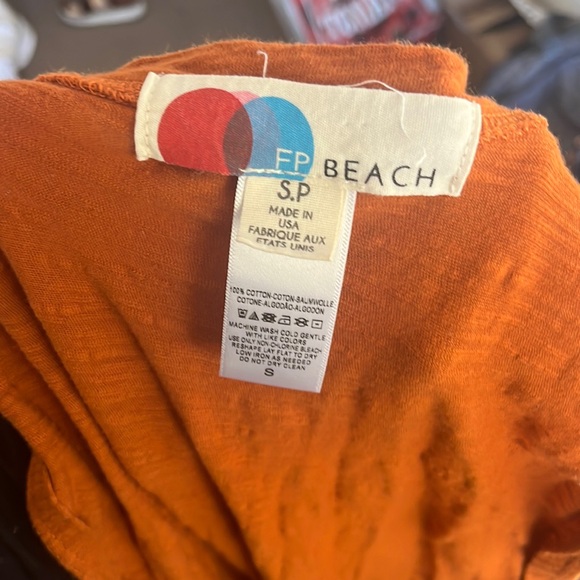 FP BEACH
S.P
MADE IN
USA
FABRIQUE AUX
ETATS UNIS
100% COTTON-COTON-BAUMWOLLE
COTONE-ALGODÃO-ALGODON
MACHINE WASH COLD GENTLE
WITH LIKE COLORS
USE ONLY NON-CHLORINE BLEACH
RESHAPE LAY FLAT TO DRY
LOW IRON AS NEEDED
DO NOT DRY CLEAN
S